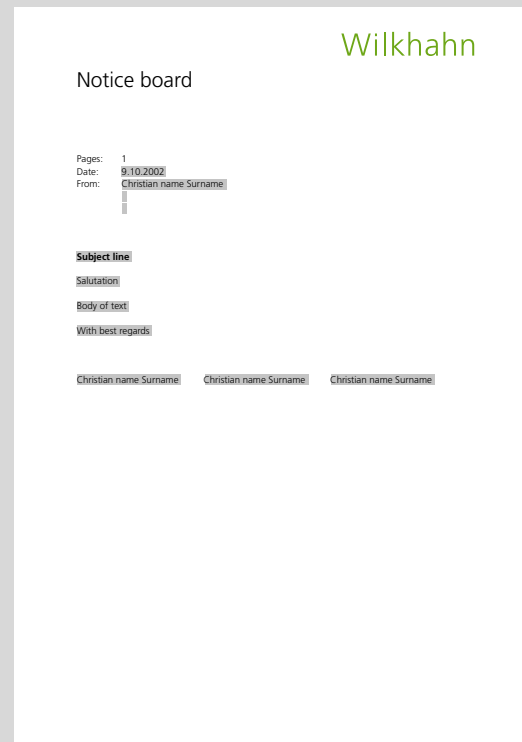 Wilkhahn
Notice board
Pages: 1
Date: 9.10.2002
From: Christian name Surname
Subject line
Salutation
Body of text
With best regards
Christian name Surname Christian name Surname Christian name Surname